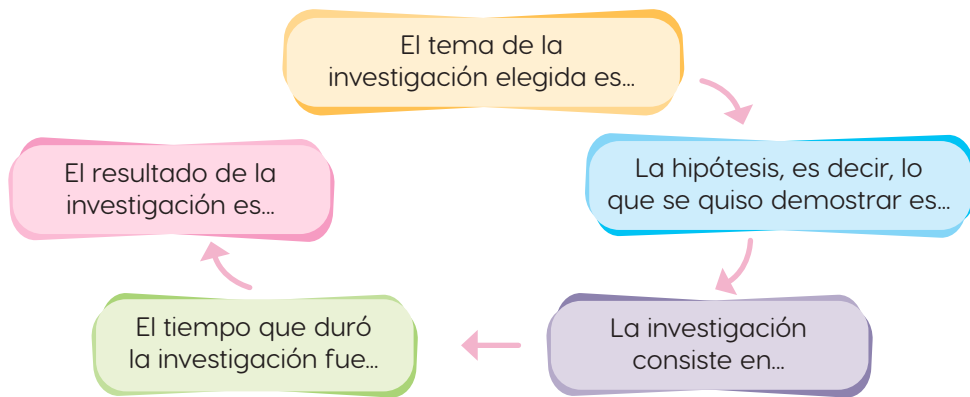 El tema de la
investigación elegida es...
La hipótesis, es decir, lo
que se quiso demostrar es...
La investigación
consiste en...
El tiempo que duró
la investigación fue...
El resultado de la
investigación es...